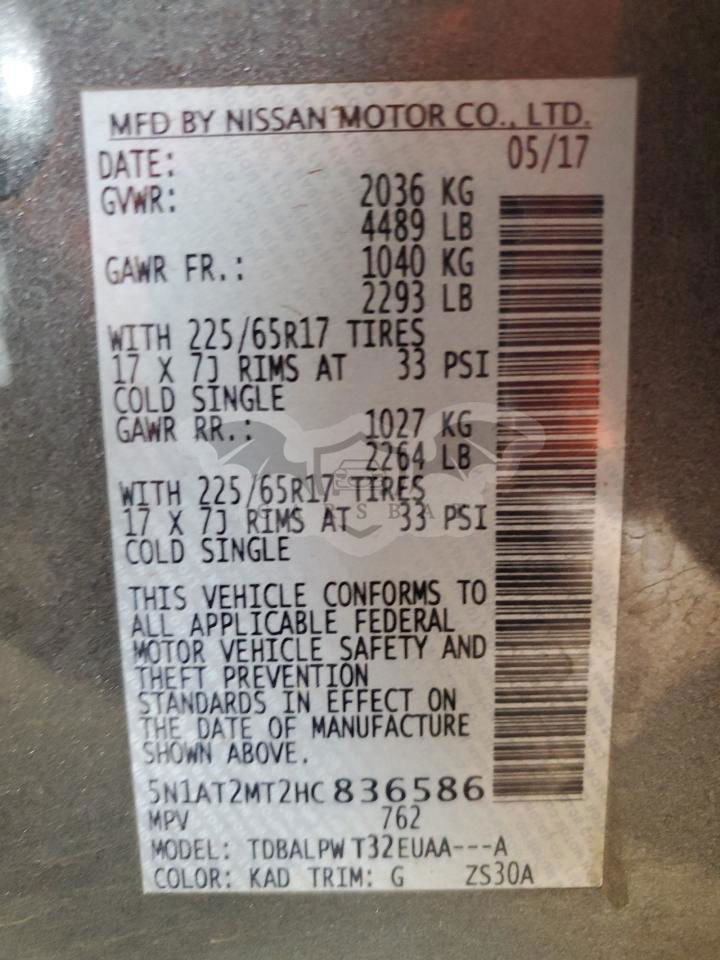 MFD BY NISSAN MOTOR CO., LTD.
DATE: 05/17
GVWR: 2036 KG
4489 LB
GAWR FR.: 1040 KG
2293 LB
WITH 225/65R17 TIRES
17 X 7J RIMS AT 33 PSI
COLD SINGLE
GAWR RR.: 1027 KG
2264 LB
WITH 225/65R17 TIRES
17 X 7J RIMS AT 33 PSI
COLD SINGLE
THIS VEHICLE CONFORMS TO
ALL APPLICABLE FEDERAL
MOTOR VEHICLE SAFETY AND
THEFT PREVENTION
STANDARDS IN EFFECT ON
THE DATE OF MANUFACTURE
SHOWN ABOVE.
5N1AT2MT2HC836586
MPV 762
MODEL: TDBALPW T32EUAA---A
COLOR: KAD TRIM: G ZS30A